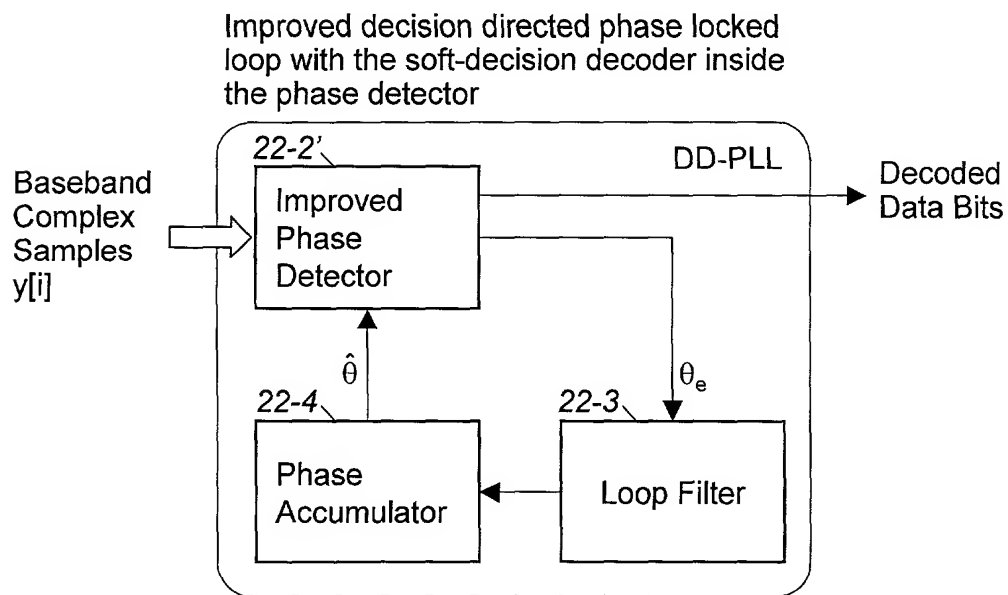 Improved decision directed phase locked
loop with the soft-decision decoder inside
the phase detector
22-2'
DD-PLL
Baseband
Complex
Samples
y[i]
Improved
Phase
Detector
Decoded
Data Bits
θ̂
θe
22-4
22-3
Phase
Accumulator
Loop Filter